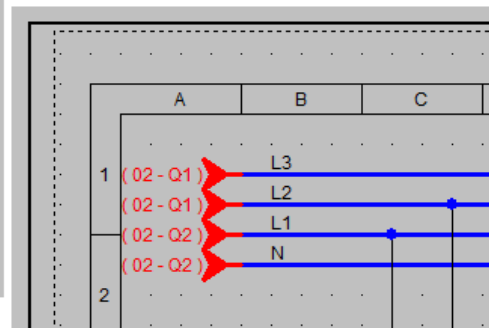 A B C
1 ( 02 - Q1 ) L3
( 02 - Q1 ) L2
( 02 - Q2 ) L1
( 02 - Q2 ) N
2